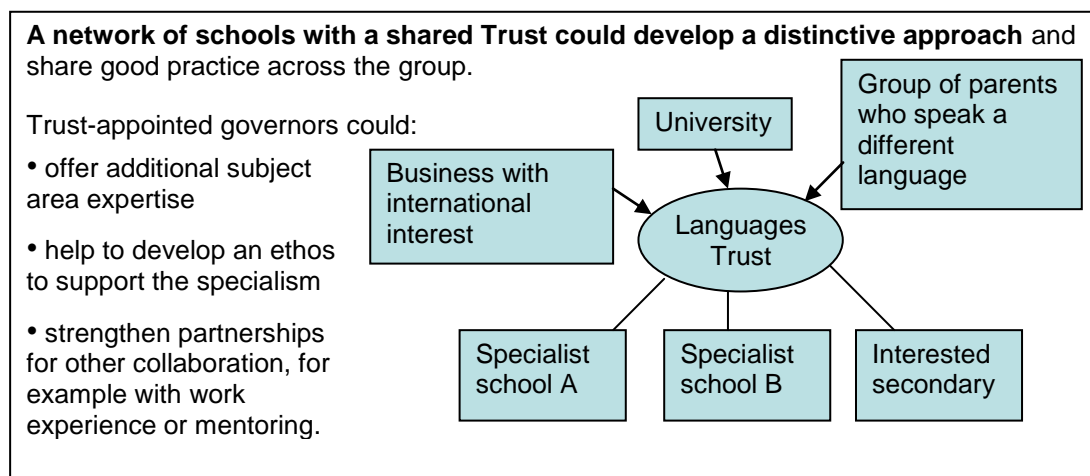 A network of schools with a shared Trust could develop a distinctive approach and
share good practice across the group.
Trust-appointed governors could:
• offer additional subject
area expertise
• help to develop an ethos
to support the specialism
• strengthen partnerships
for other collaboration, for
example with work
experience or mentoring.
University
Group of parents
who speak a
different
language
Business with
international
interest
Languages
Trust
Specialist
school A
Specialist
school B
Interested
secondary